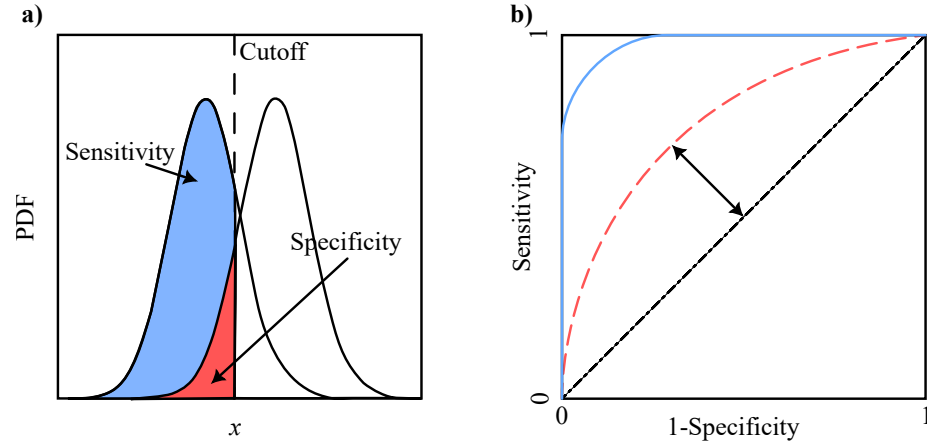 a)
Cutoff
Sensitivity
Specificity
PDF
x
b)
1
Sensitivity
0
0
1-Specificity
1